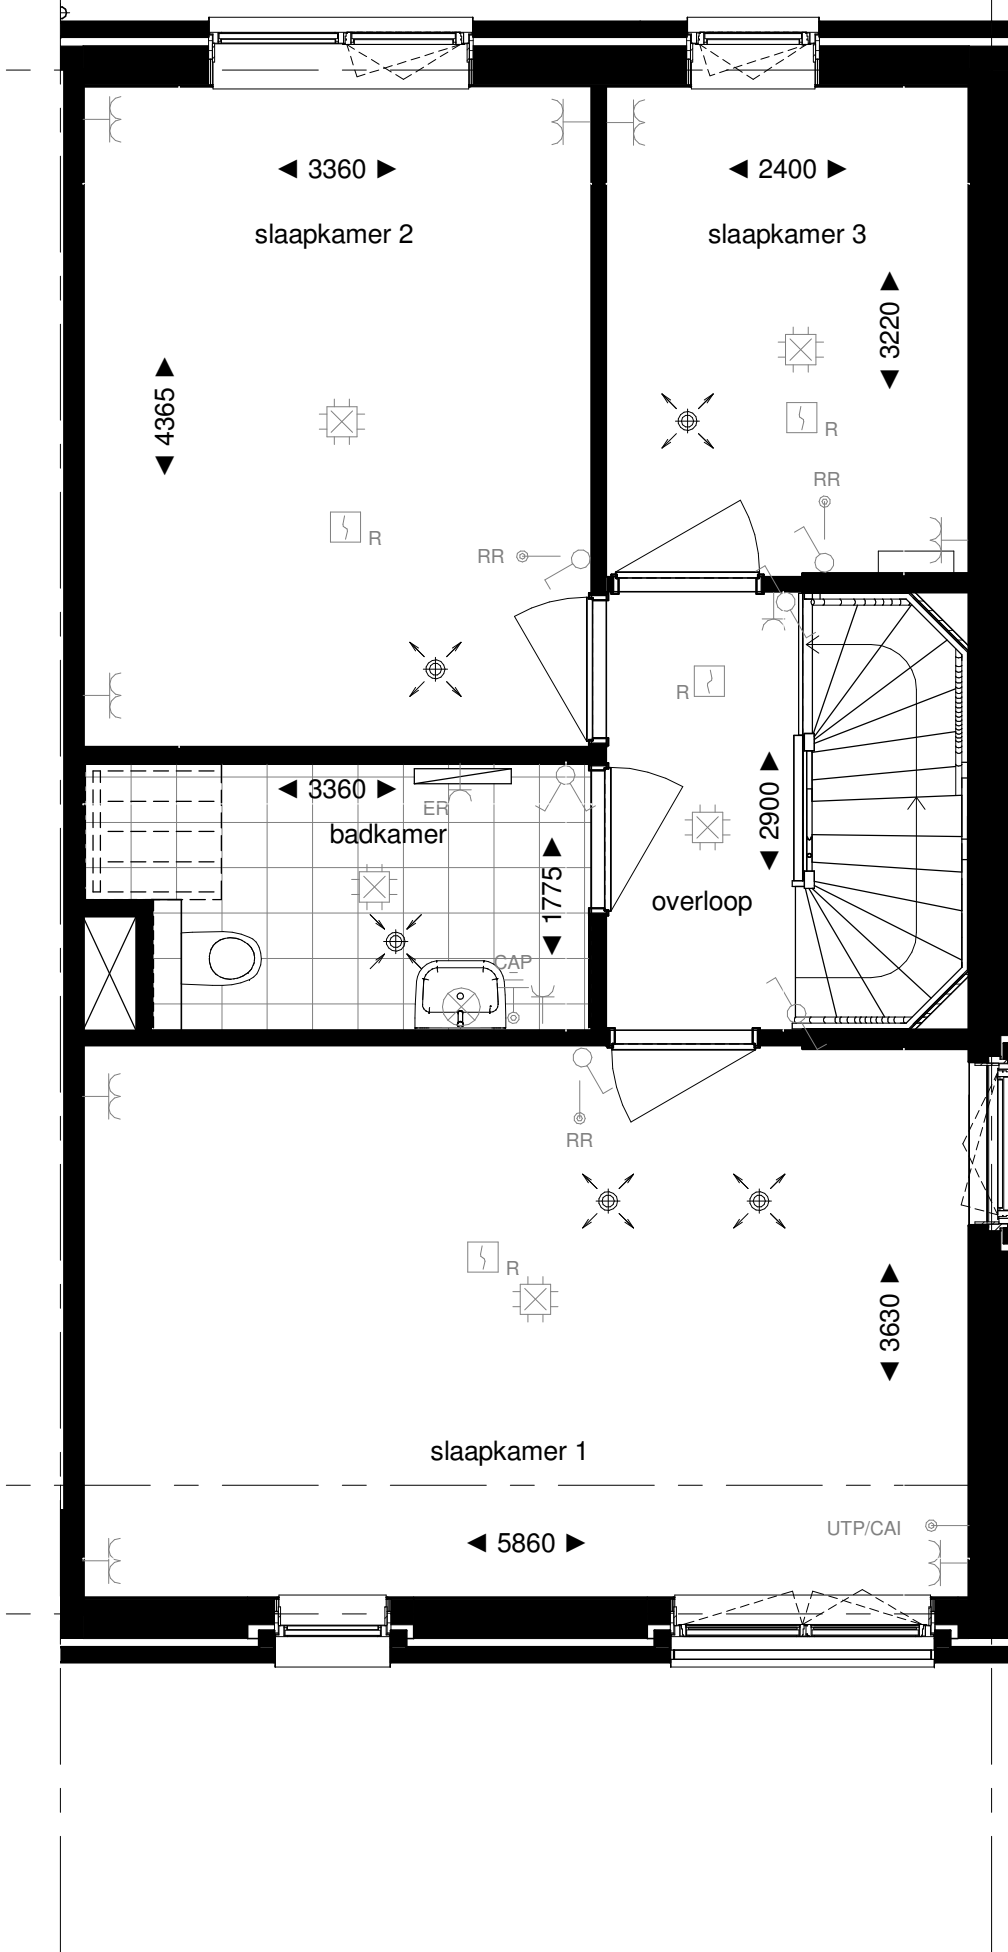 ◄ 3360 ►
◄ 2400 ►
slaapkamer 2
slaapkamer 3
◄ 3220 ►
◄ 4365 ►
R
RR
R
RR
R
◄ 3360 ►
ER
badkamer
◄ 2900 ►
◄ 1775 ►
overloop
CAP
RR
R
◄ 3630 ►
slaapkamer 1
UTP/CAI
◄ 5860 ►